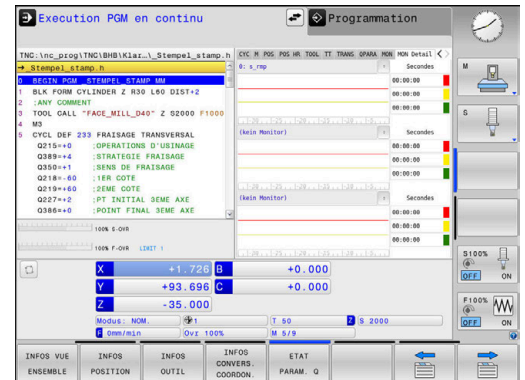 Execution PGM en continu
Programmation
TNC:\nc_prog\TNC\BHB\Klar…\_Stempel_stamp.h
→_Stempel_stamp.h
0 BEGIN PGM _STEMPEL_STAMP MM
1 BLK FORM CYLINDER Z R30 L60 DIST+2
2 ;ANY COMMENT
3 TOOL CALL "FACE_MILL_D40" Z S2000 F1000
4 M3
5 CYCL DEF 233 FRAISAGE TRANSVERSAL
Q215=+0 ;OPERATIONS D'USINAGE
Q389=+4 ;STRATEGIE FRAISAGE
Q350=+1 ;SENS DE FRAISAGE
Q218=-60 ;1ER COTE
Q219=+60 ;2EME COTE
Q227=+2 ;PT INITIAL 3EME AXE
Q386=+0 ;POINT FINAL 3EME AXE
CYC M POS POS HR TOOL TT TRANS QPARA MON MON Detail
0: s_rmp
Secondes
00:00:00
00:00:00
00:00:00
(kein Monitor)
Secondes
00:00:00
00:00:00
00:00:00
(kein Monitor)
Secondes
00:00:00
00:00:00
00:00:00
100% S-OVR
100% F-OVR LIMIT 1
X +1.726 B +0.000
Y +93.696 C +0.000
Z -35.000
Modus: NOM. 1 T 50 Z S 2000
F 0mm/min Ovr 100% M 5/9
M
S
S100%
OFF ON
F100%
OFF ON
INFOS VUE ENSEMBLE
INFOS POSITION
INFOS OUTIL
INFOS CONVERS. COORDON.
ETAT PARAM. Q